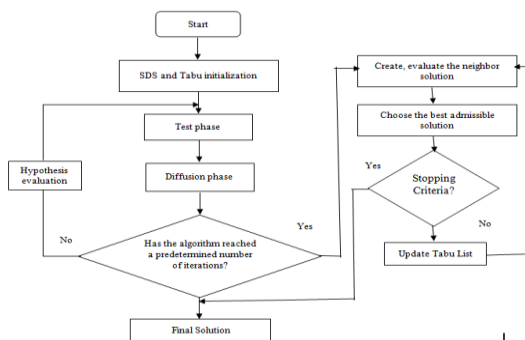 Start
SDS and Tabu initialization
Test phase
Diffusion phase
Hypothesis
evaluation
No
Has the algorithm reached
a predetermined number
of iterations?
Yes
Final Solution
Create, evaluate the neighbor
solution
Choose the best admissible
solution
Yes
Stopping
Criteria?
No
Update Tabu List